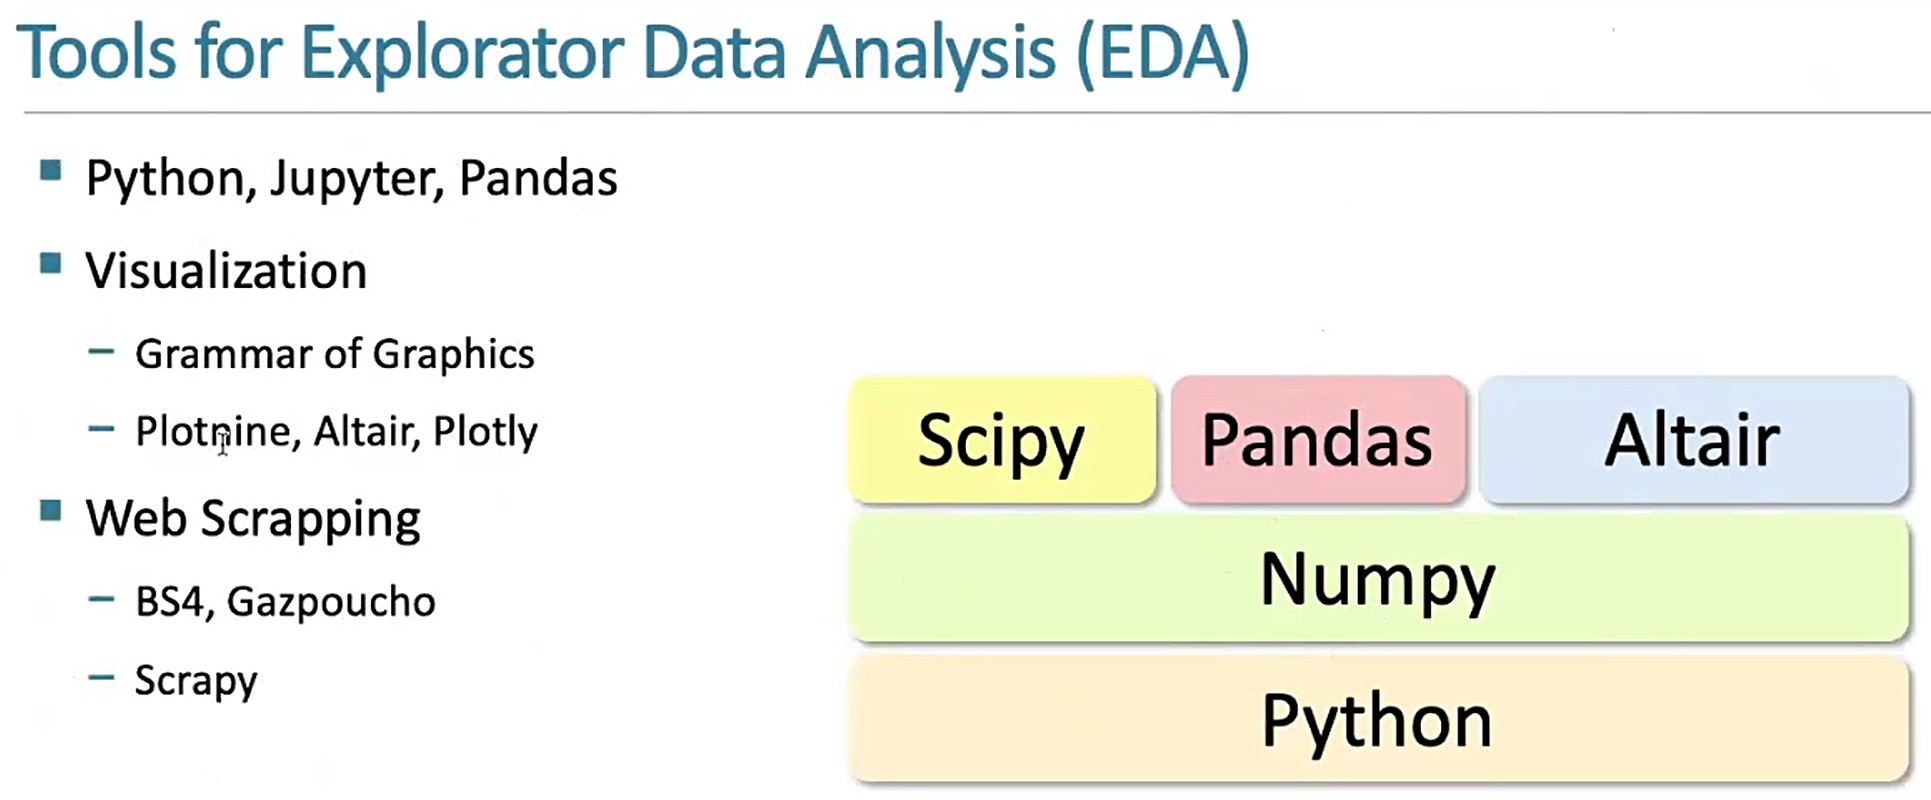 Tools for Explorator Data Analysis (EDA)
Python, Jupyter, Pandas
Visualization
– Grammar of Graphics
– Plotnine, Altair, Plotly
Web Scrapping
– BS4, Gazpoucho
– Scrapy
Scipy Pandas Altair
Numpy
Python